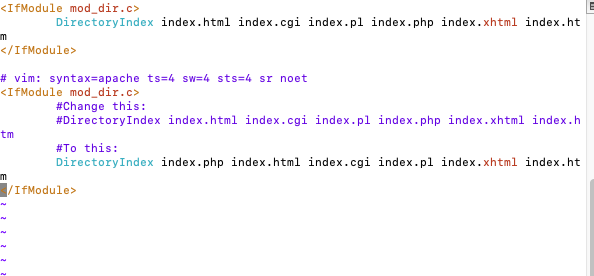 <IfModule mod_dir.c>
        DirectoryIndex index.html index.cgi index.pl index.php index.xhtml index.ht
m
</IfModule>

# vim: syntax=apache ts=4 sw=4 sts=4 sr noet
<IfModule mod_dir.c>
        #Change this:
        #DirectoryIndex index.html index.cgi index.pl index.php index.xhtml index.h
tm
        #To this:
        DirectoryIndex index.php index.html index.cgi index.pl index.xhtml index.ht
m
</IfModule>
~
~
~
~
~
~